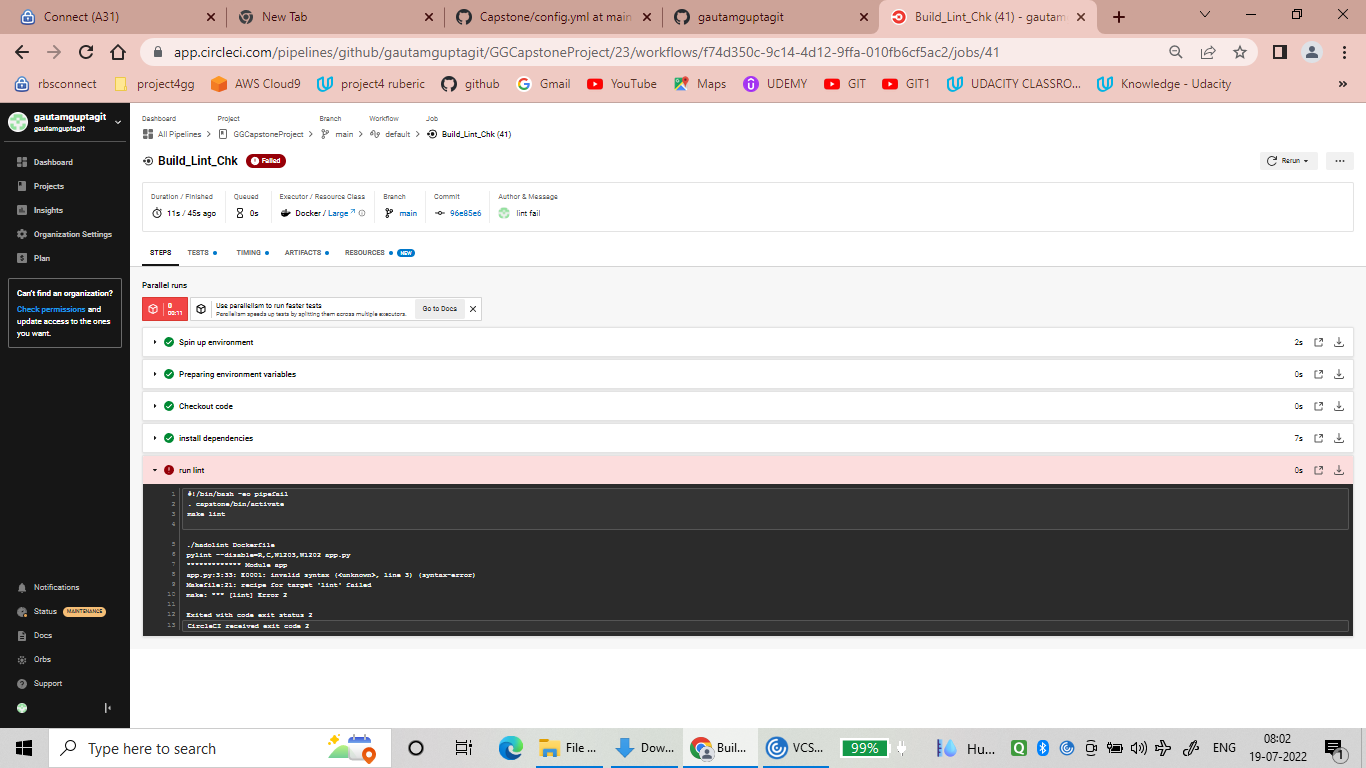 Connect (A31)
New Tab
Capstone/config.yml at main
gautamguptagit
Build_Lint_Chk (41) - gautam
app.circleci.com/pipelines/github/gautamguptagit/GGCapstoneProject/23/workflows/f74d350c-9c14-4d12-9ffa-010fb6cf5ac2/jobs/41
rbsconnect
project4gg
AWS Cloud9
project4 ruberic
github
Gmail
YouTube
Maps
UDEMY
GIT
GIT1
UDACITY CLASSRO...
Knowledge - Udacity
»
gautamguptagit
gautamguptagit
Dashboard
Projects
Insights
Organization Settings
Plan
Can't find an organization?
Check permissions and
update access to the ones
you want.
Notifications
Status MAINTENANCE
Docs
Orbs
Support
Dashboard Project Branch Workflow Job
All Pipelines GGCapstoneProject main default Build_Lint_Chk (41)
Build_Lint_Chk Failed
Rerun
Duration / Finished Queued Executor / Resource Class Branch Commit Author & Message
11s / 45s ago 0s Docker / Large main 96e85e6 lint fail
STEPS TESTS TIMING ARTIFACTS RESOURCES NEW
Parallel runs
0
00:11
Use parallelism to run faster tests
Parallelism speeds up tests by splitting them across multiple executors.
Go to Docs
Spin up environment 2s
Preparing environment variables 0s
Checkout code 0s
install dependencies 7s
run lint 0s
1 #!/bin/bash -eo pipefail
2 . capstone/bin/activate
3 make lint
4
5 ./hadolint Dockerfile
6 pylint --disable=R,C,W1203,W1202 app.py
7 ************* Module app
8 app.py:3:33: E0001: invalid syntax (<unknown>, line 3) (syntax-error)
9 Makefile:21: recipe for target 'lint' failed
10 make: *** [lint] Error 2
11
12 Exited with code exit status 2
13 CircleCI received exit code 2
Type here to search
File ...
Dow...
Buil...
VCS...
99%
Hu...
ENG
08:02
19-07-2022
1